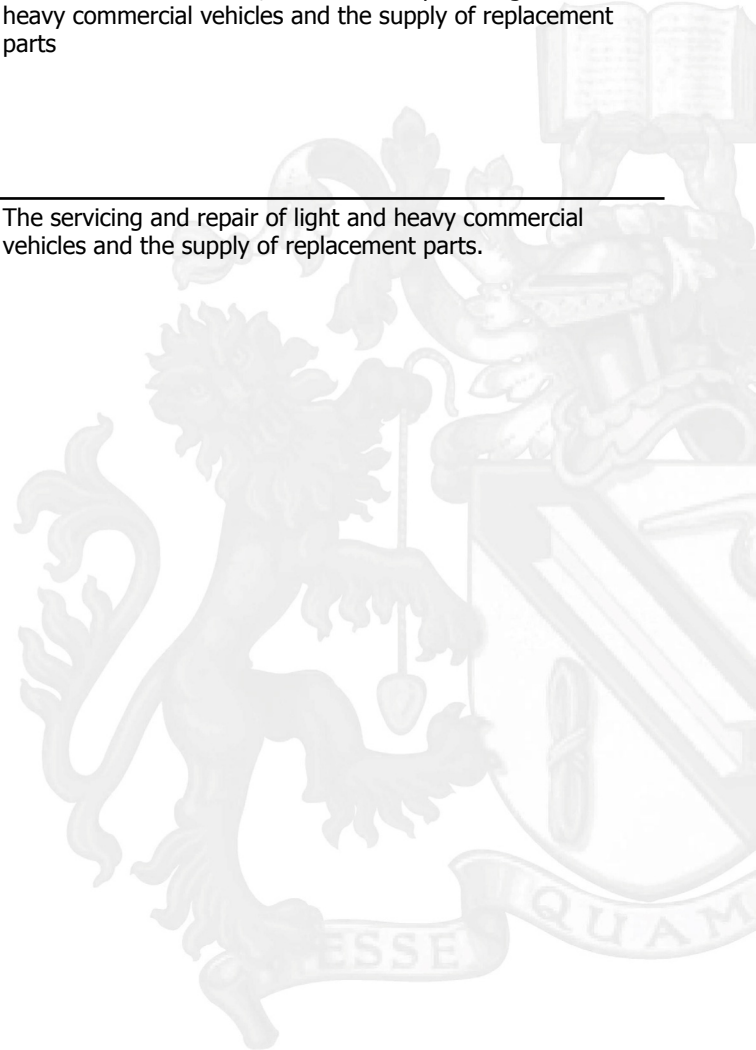 heavy commercial vehicles and the supply of replacement
parts
The servicing and repair of light and heavy commercial
vehicles and the supply of replacement parts.
ESSE
QUAM